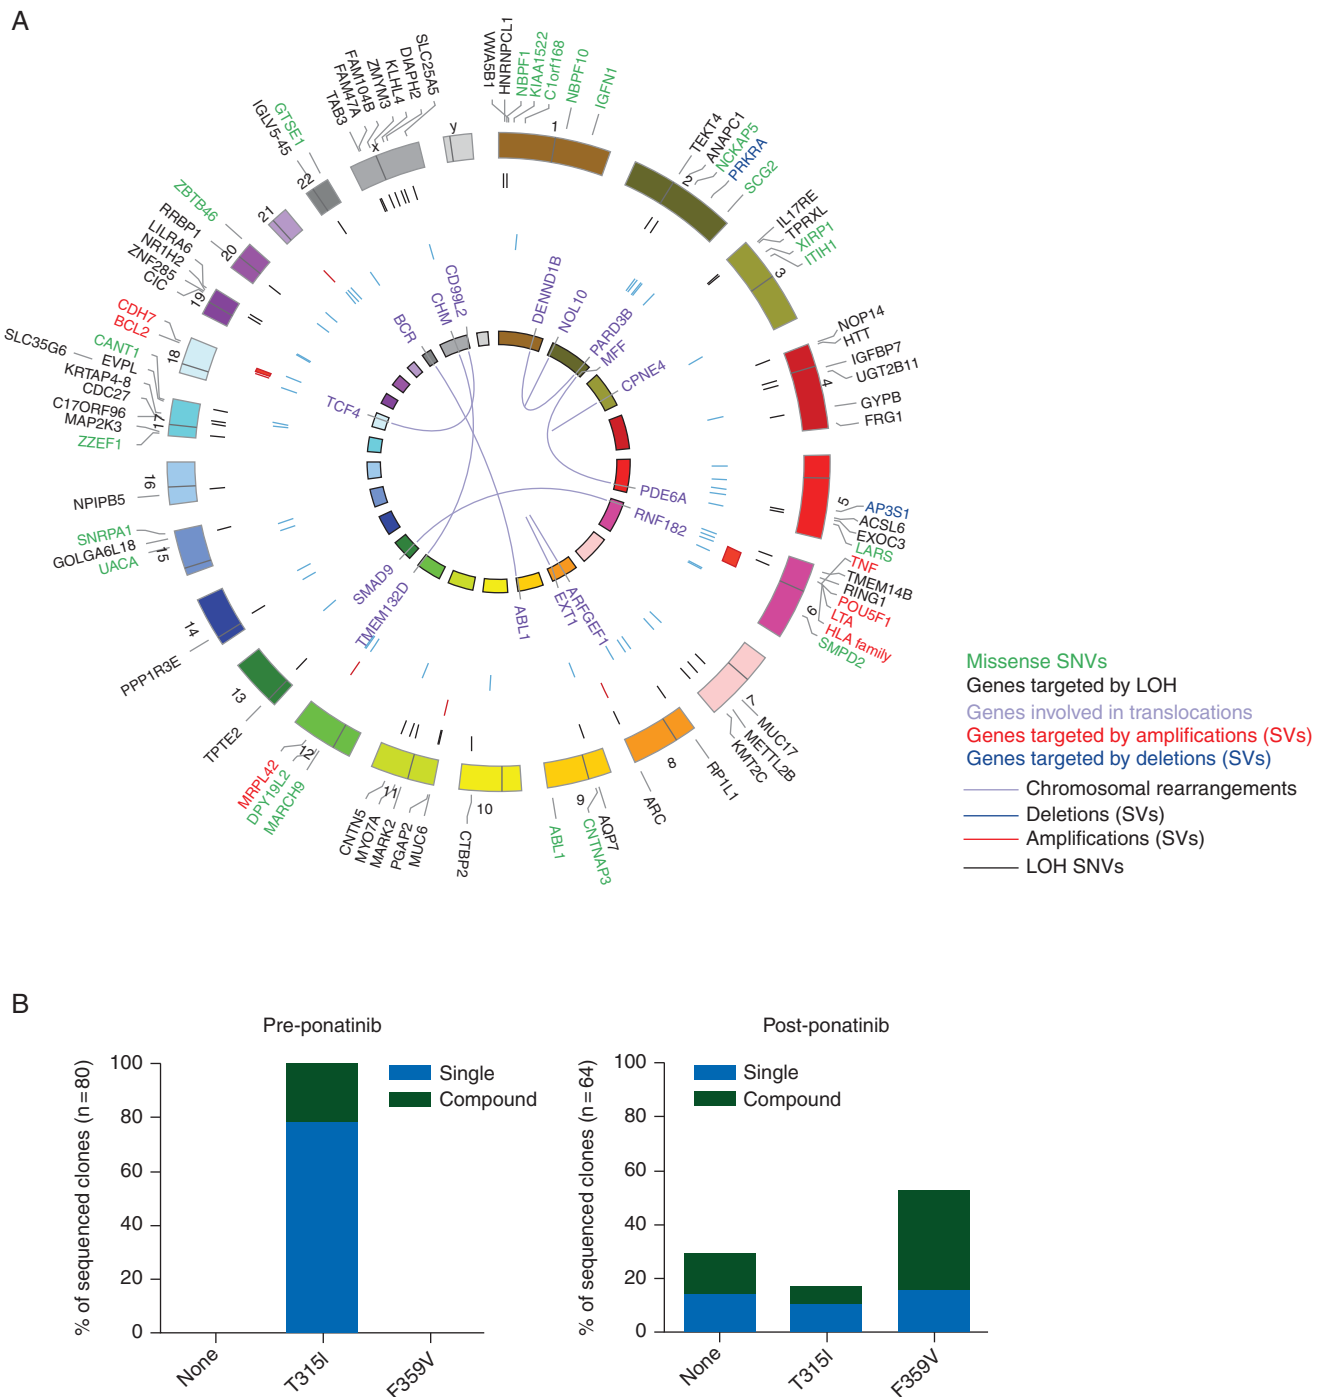 A
SLC25A5
DIAPH2
KLHL4
ZMYM3
FAM104B
FAM47A
TAB3
VWA5B1
HNRNPCL1
NBPF1
KIAA1522
C1orf168
NBPF10
IGFN1
TEKT4
ANAPC1
NCKAP5
PRKRA
SCG2
IL17RE
TPRXL
XIRP1
ITIH1
NOP14
HTT
IGFBP7
UGT2B11
GYPB
FRG1
AP3S1
ACSL6
EXOC3
LARS
TNF
TMEM14B
RING1
POU5F1
LTA
HLA family
SMPD2
MUC17
METTL2B
KMT2C
RP1L1
ARC
AQP7
CNTNAP3
ABL1
CTBP2
MUC6
PGAP2
MARK2
MYO7A
CNTN5
MARCH9
DPY19L2
MRPL42
TPTE2
PPP1R3E
UACA
GOLGA6L18
SNRPA1
NPIPB5
ZZEF1
MAP2K3
C17ORF96
CDC27
KRTAP4-8
EVPL
SLC35G6
CANT1
BCL2
CDH7
CIC
ZNF285
NR1H2
LILRA6
RRBP1
ZBTB46
IGLV5-45
GTSE1
1
2
3
4
5
6
7
8
9
10
11
12
13
14
15
16
17
18
19
20
21
22
x
y
DENND1B
NOL10
PARD3B
MFF
CPNE4
PDE6A
RNF182
ARFGEF1
EXT1
ABL1
TMEM132D
SMAD9
TCF4
BCR
CHM
CD99L2
Missense SNVs
Genes targeted by LOH
Genes involved in translocations
Genes targeted by amplifications (SVs)
Genes targeted by deletions (SVs)
Chromosomal rearrangements
Deletions (SVs)
Amplifications (SVs)
LOH SNVs
B
Pre-ponatinib
% of sequenced clones (n=80)
100
80
60
40
20
0
Single
Compound
None
T315I
F359V
Post-ponatinib
% of sequenced clones (n=64)
100
80
60
40
20
0
Single
Compound
None
T315I
F359V